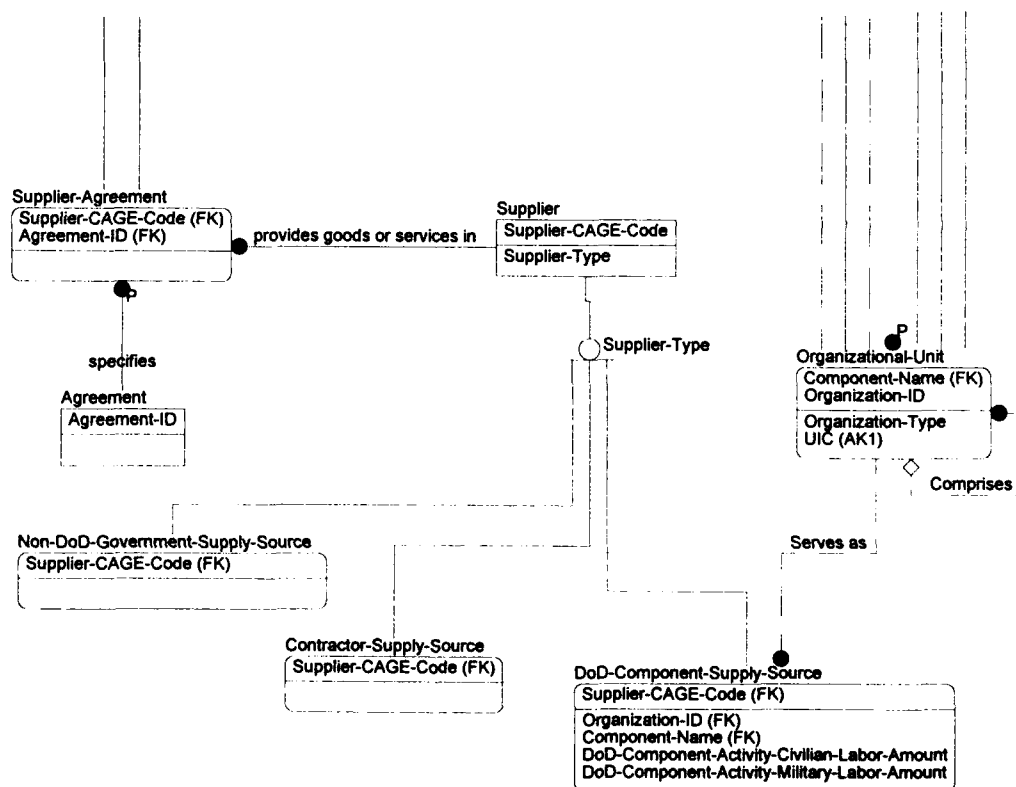 Supplier-Agreement
Supplier-CAGE-Code (FK)
Agreement-ID (FK)
provides goods or services in
Supplier
Supplier-CAGE-Code
Supplier-Type
P
specifies
Agreement
Agreement-ID
Supplier-Type
P
Organizational-Unit
Component-Name (FK)
Organization-ID
Organization-Type
UIC (AK1)
Comprises
Serves as
Non-DoD-Government-Supply-Source
Supplier-CAGE-Code (FK)
Contractor-Supply-Source
Supplier-CAGE-Code (FK)
DoD-Component-Supply-Source
Supplier-CAGE-Code (FK)
Organization-ID (FK)
Component-Name (FK)
DoD-Component-Activity-Civilian-Labor-Amount
DoD-Component-Activity-Military-Labor-Amount